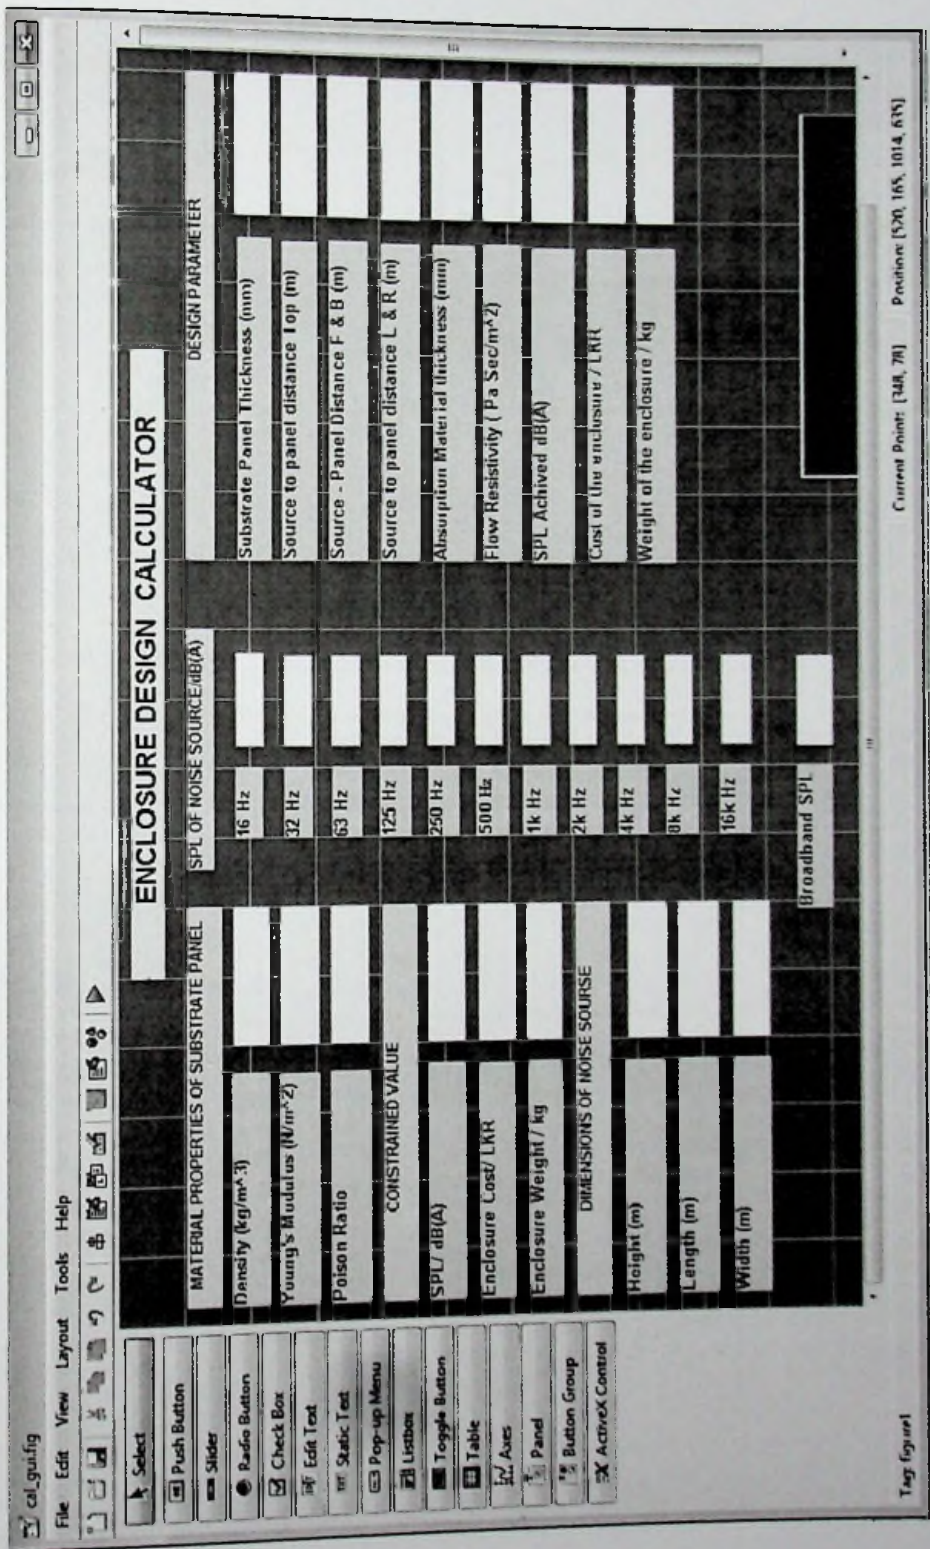 cal_gui.fig
File Edit View Layout Tools Help
Select
Push Button
Slider
Radio Button
Check Box
Edit Text
Static Text
Pop-up Menu
Listbox
Toggle Button
Table
Axes
Panel
Button Group
ActiveX Control
ENCLOSURE DESIGN CALCULATOR
MATERIAL PROPERTIES OF SUBSTRATE PANEL
Density (kg/m^3)
Young's Modulus (N/m^2)
Poison Ratio
CONSTRAINED VALUE
SPL/ dB(A)
Enclosure Cost/ LKR
Enclosure Weight / kg
DIMENSIONS OF NOISE SOURSE
Height (m)
Length (m)
Width (m)
SPL OF NOISE SOURCE/dB(A)
16 Hz
32 Hz
63 Hz
125 Hz
250 Hz
500 Hz
1k Hz
2k Hz
4k Hz
8k Hz
16k Hz
Broadband SPL
DESIGN PARAMETER
Substrate Panel Thickness (mm)
Source to panel distance Top (m)
Source - Panel Distance F & B (m)
Source to panel distance L & R (m)
Absorption Material thickness (mm)
Flow Resistivity ( Pa Sec/m^2)
SPL Achived dB(A)
Cost of the enclosure / LKR
Weight of the enclosure / kg
Tag: figure1
Current Point: [348, 78]
Position: [520, 165, 1014, 635]